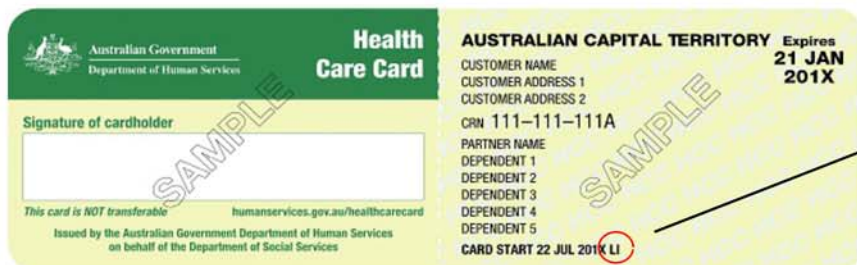 Australian Government
Department of Human Services
Health
Care Card
Signature of cardholder
SAMPLE
This card is NOT transferable
humanservices.gov.au/healthcarecard
Issued by the Australian Government Department of Human Services
on behalf of the Department of Social Services
AUSTRALIAN CAPITAL TERRITORY
Expires
21 JAN
201X
CUSTOMER NAME
CUSTOMER ADDRESS 1
CUSTOMER ADDRESS 2
CRN 111–111–111A
PARTNER NAME
DEPENDENT 1
DEPENDENT 2
DEPENDENT 3
DEPENDENT 4
DEPENDENT 5
SAMPLE
CARD START 22 JUL 201X LI